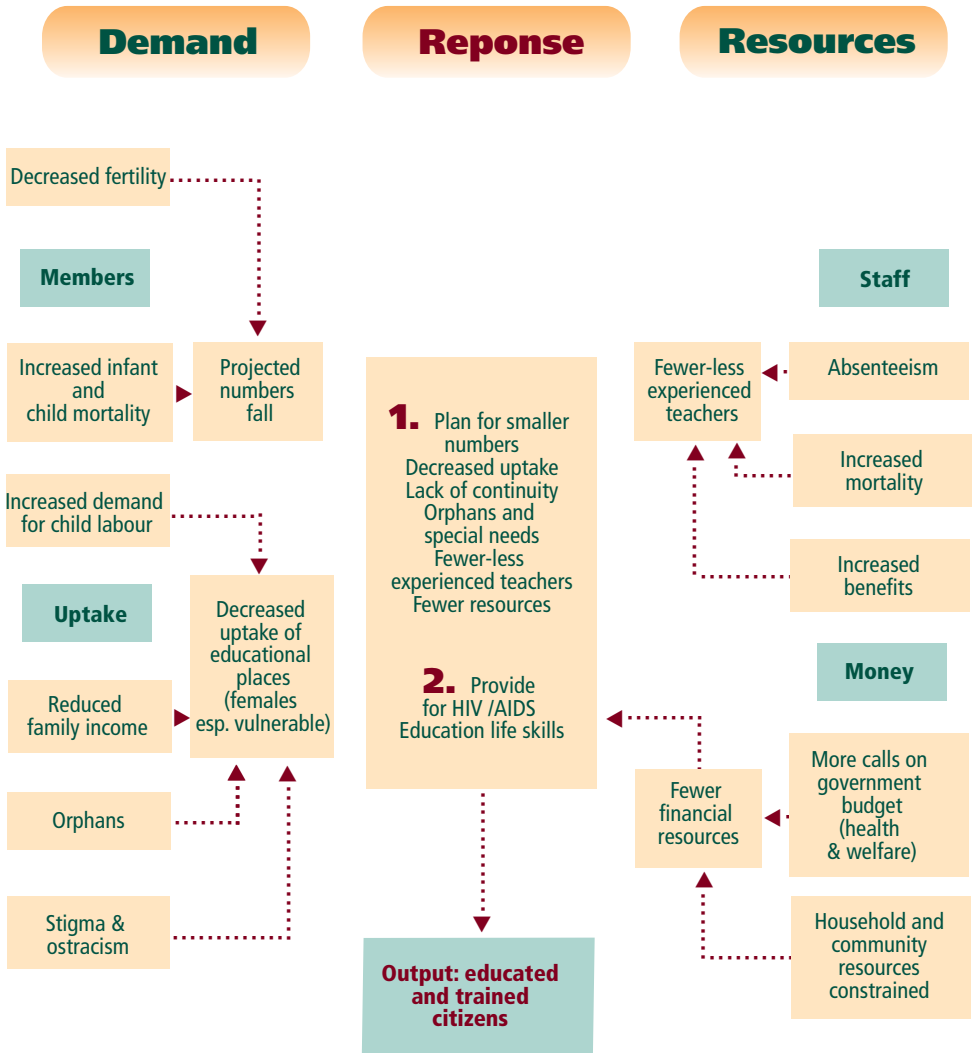 Demand
Reponse
Resources
Decreased fertility
Members
Increased infant
and
child mortality
Projected
numbers
fall
Increased demand
for child labour
Uptake
Decreased
uptake of
educational
places
(females
esp. vulnerable)
Reduced
family income
Orphans
Stigma &
ostracism
1. Plan for smaller
numbers
Decreased uptake
Lack of continuity
Orphans and
special needs
Fewer-less
experienced teachers
Fewer resources
2. Provide
for HIV /AIDS
Education life skills
Output: educated
and trained
citizens
Staff
Fewer-less
experienced
teachers
Absenteeism
Increased
mortality
Increased
benefits
Money
Fewer
financial
resources
More calls on
government
budget
(health
& welfare)
Household and
community
resources
constrained